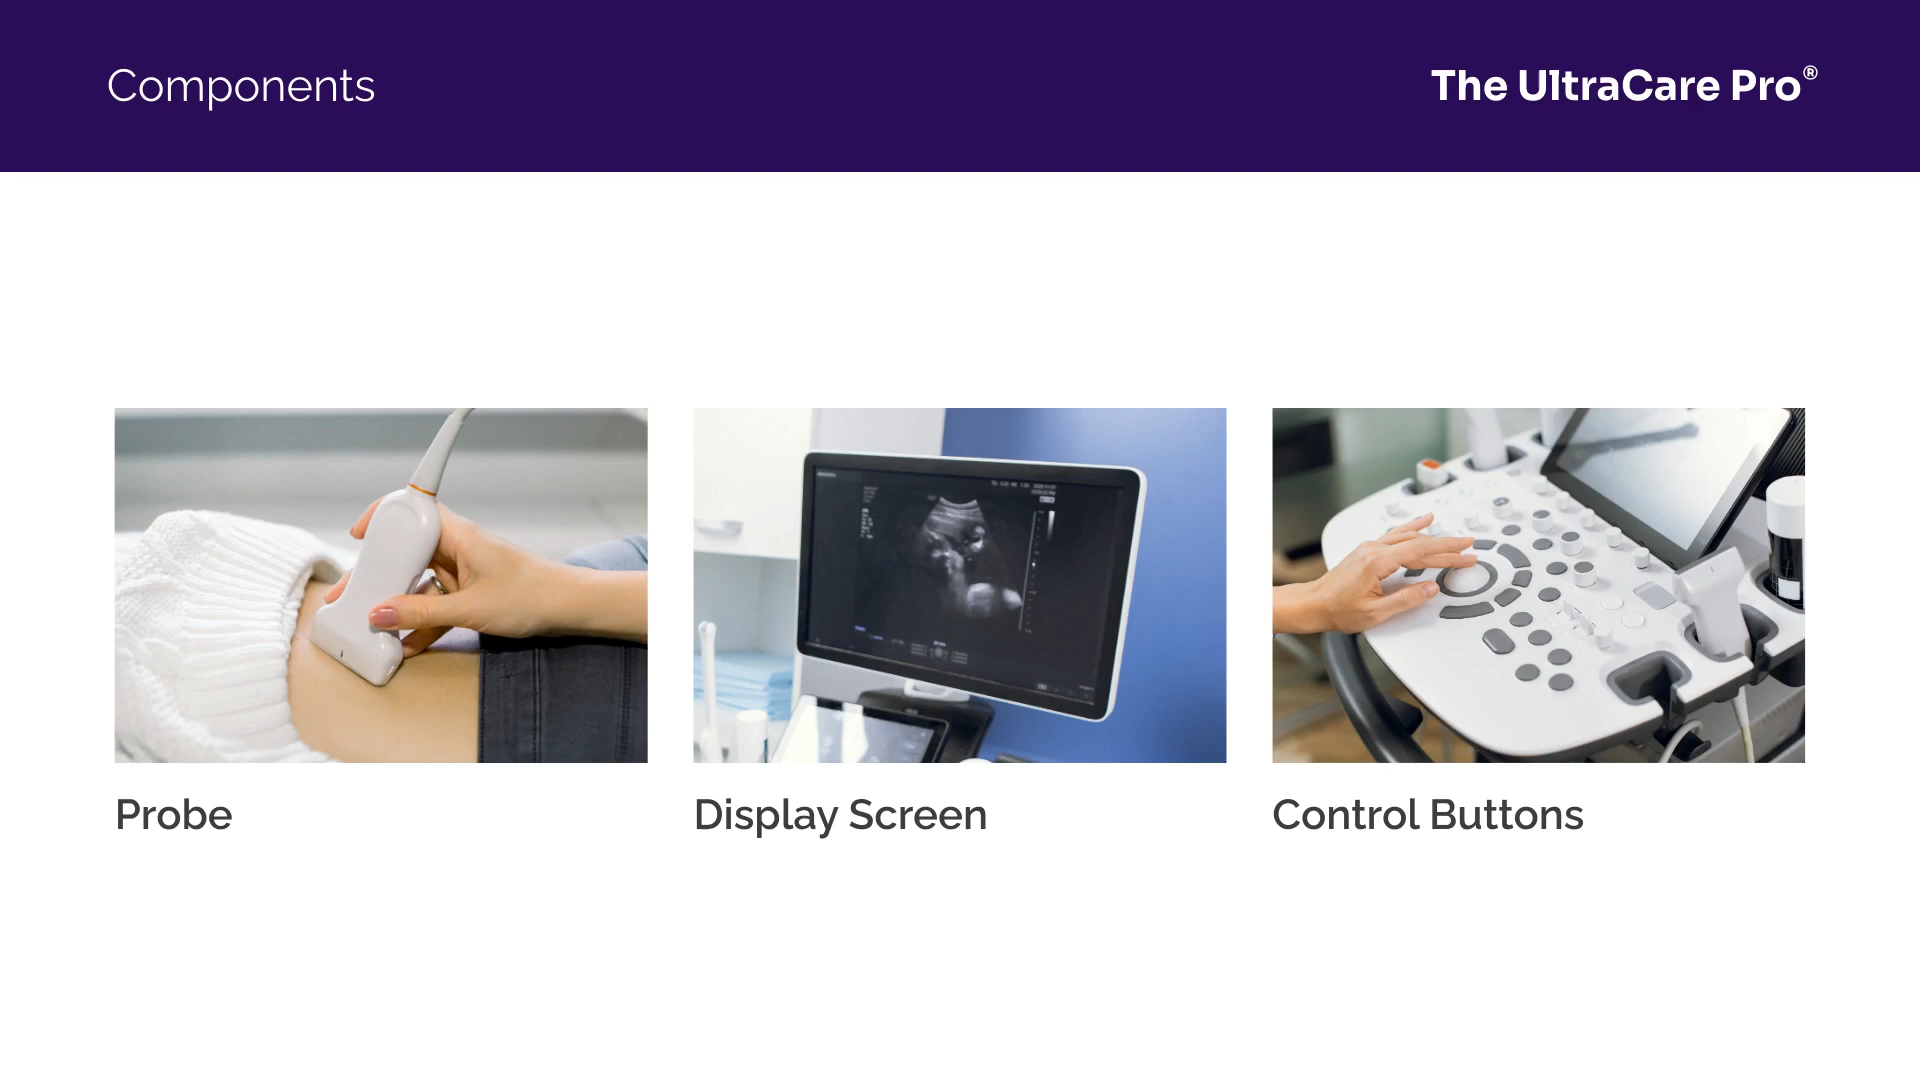 Components
The UltraCare Pro®
Probe
Display Screen
Control Buttons